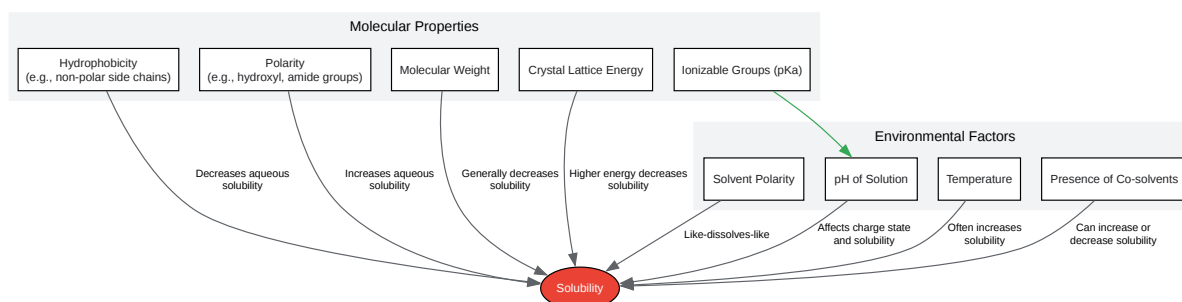 Molecular Properties
Hydrophobicity
(e.g., non-polar side chains)
Polarity
(e.g., hydroxyl, amide groups)
Molecular Weight
Crystal Lattice Energy
Ionizable Groups (pKa)
Environmental Factors
Solvent Polarity
pH of Solution
Temperature
Presence of Co-solvents
Decreases aqueous
solubility
Increases aqueous
solubility
Generally decreases
solubility
Higher energy decreases
solubility
Like-dissolves-like
Affects charge state
and solubility
Often increases
solubility
Can increase or
decrease solubility
Solubility